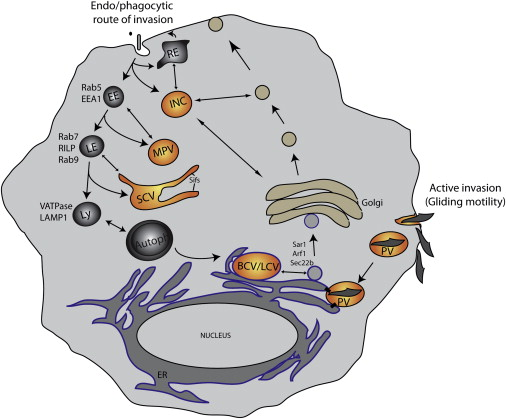 Endo/phagocytic
route of invasion
RE
Rab5
EEA1
EE
INC
Rab7
RILP
Rab9
LE
MPV
Sifs
SCV
VATPase
LAMP1
Ly
Golgi
Active invasion
(Gliding motility)
Autoph
Sar1
Arf1
Sec22b
PV
BCV/LCV
PV
NUCLEUS
ER